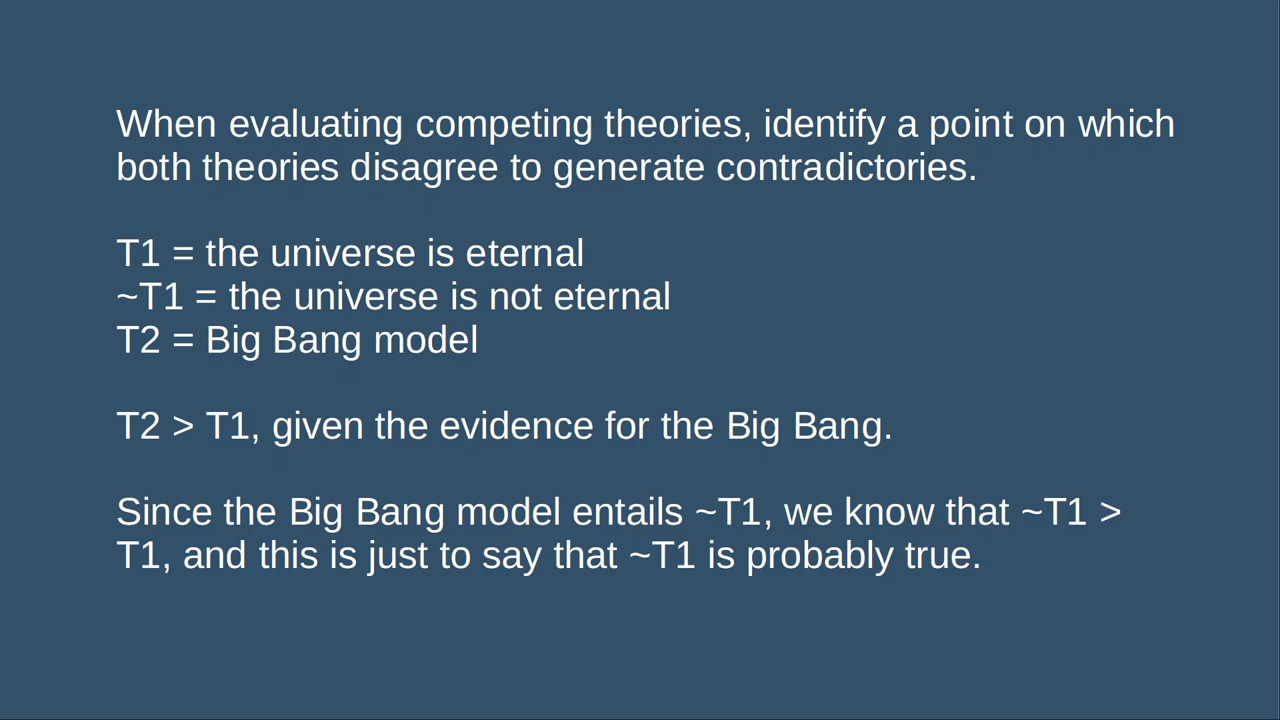 When evaluating competing theories, identify a point on which
both theories disagree to generate contradictories.
T1 = the universe is eternal
~T1 = the universe is not eternal
T2 = Big Bang model
T2 > T1, given the evidence for the Big Bang.
Since the Big Bang model entails ~T1, we know that ~T1 >
T1, and this is just to say that ~T1 is probably true.